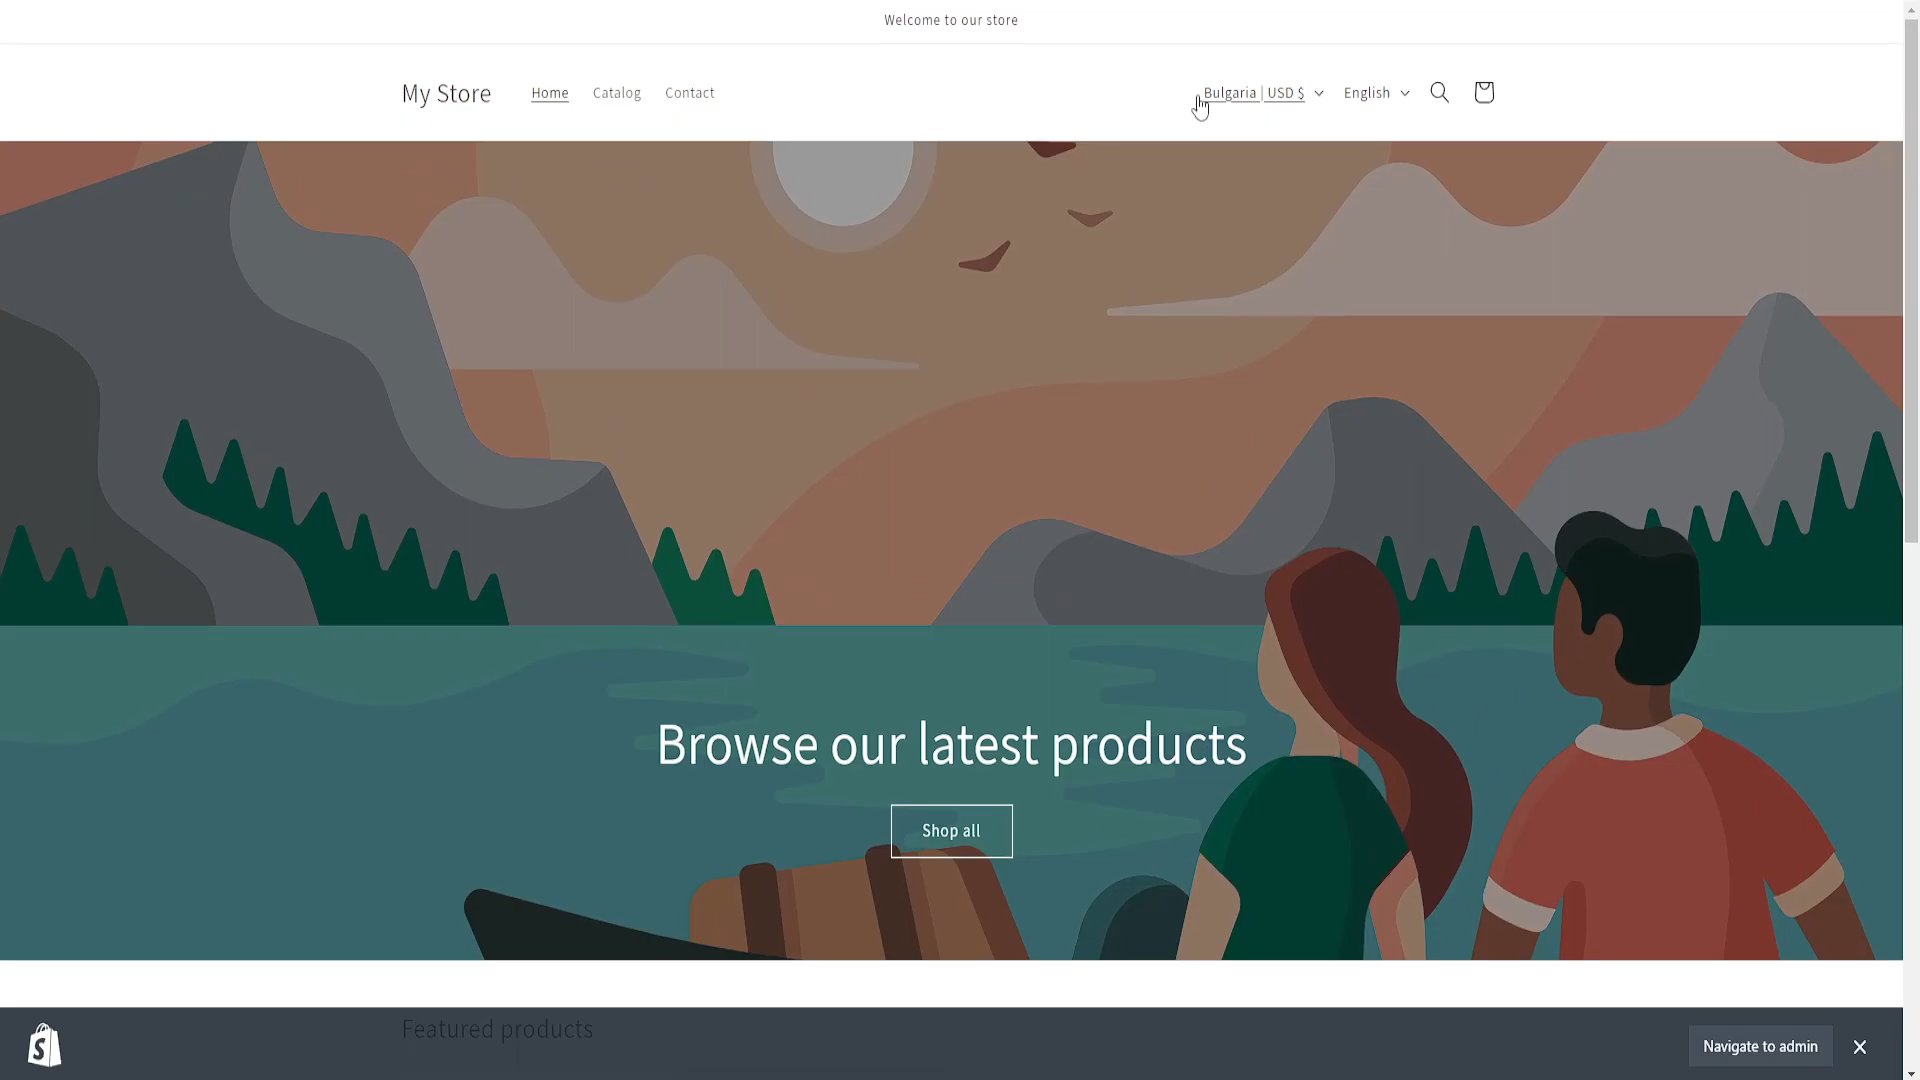 Welcome to our store
My Store
Home
Catalog
Contact
Bulgaria | USD $
English
Browse our latest products
Shop all
Featured products
Navigate to admin